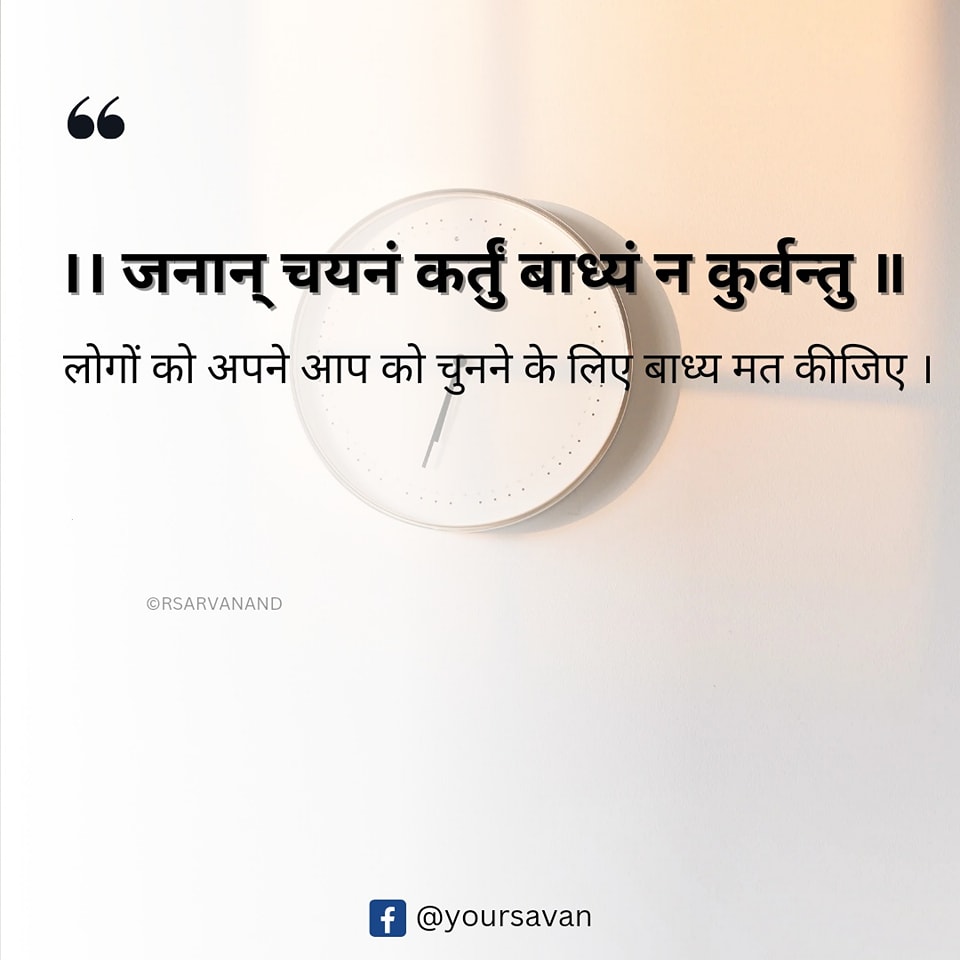 “
।। जनान् चयनं कर्तुं बाध्यं न कुर्वन्तु ॥
लोगों को अपने आप को चुनने के लिए बाध्य मत कीजिए ।
©RSARVANAND
@yoursavan